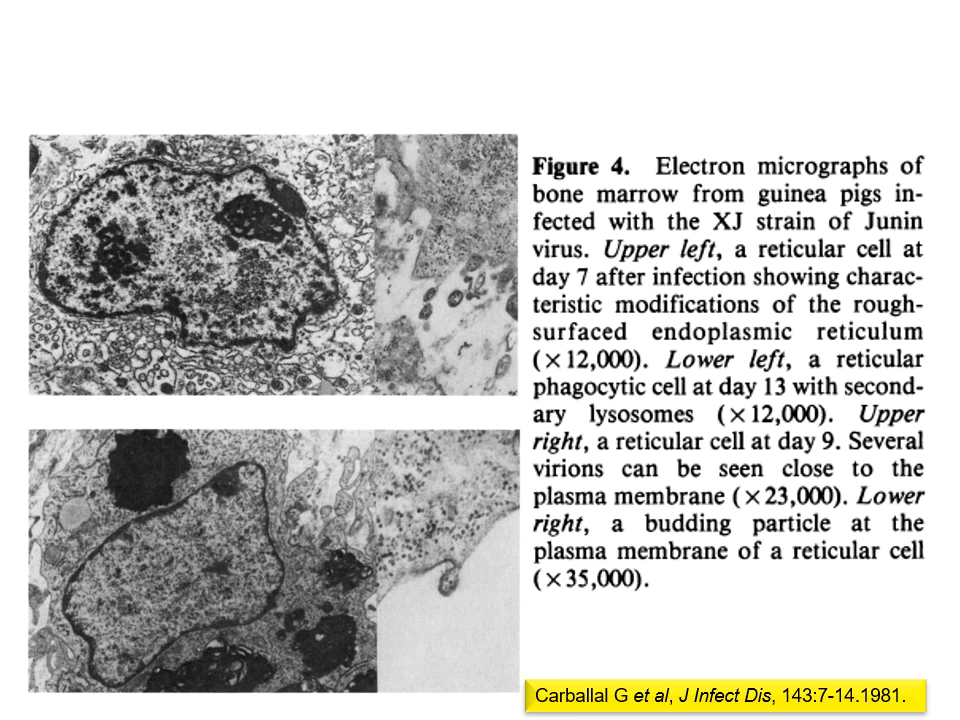 Figure 4. Electron micrographs of
bone marrow from guinea pigs in-
fected with the XJ strain of Junin
virus. Upper left, a reticular cell at
day 7 after infection showing charac-
teristic modifications of the rough-
surfaced endoplasmic reticulum
(×12,000). Lower left, a reticular
phagocytic cell at day 13 with second-
ary lysosomes (×12,000). Upper
right, a reticular cell at day 9. Several
virions can be seen close to the
plasma membrane (×23,000). Lower
right, a budding particle at the
plasma membrane of a reticular cell
(×35,000).
Carballal G et al, J Infect Dis, 143:7-14.1981.